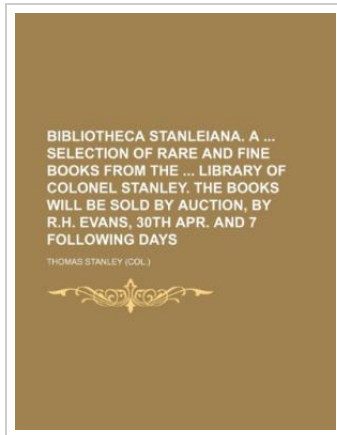 BIBLIOTHECA STANLEIANA. A ...
SELECTION OF RARE AND FINE
BOOKS FROM THE ... LIBRARY OF
COLONEL STANLEY. THE BOOKS
WILL BE SOLD BY AUCTION, BY
R.H. EVANS, 30TH APR. AND 7
FOLLOWING DAYS
THOMAS STANLEY (COL.)